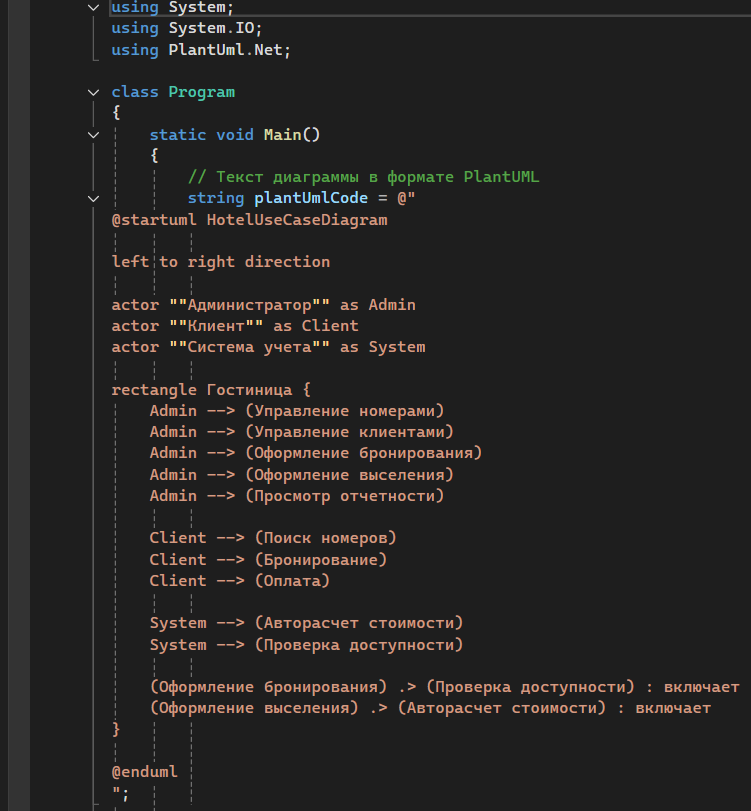 using System;
using System.IO;
using PlantUml.Net;
class Program
{
static void Main()
{
// Текст диаграммы в формате PlantUML
string plantUmlCode = @"
@startuml HotelUseCaseDiagram
left to right direction
actor ""Администратор"" as Admin
actor ""Клиент"" as Client
actor ""Система учета"" as System
rectangle Гостиница {
Admin --> (Управление номерами)
Admin --> (Управление клиентами)
Admin --> (Оформление бронирования)
Admin --> (Оформление выселения)
Admin --> (Просмотр отчетности)
Client --> (Поиск номеров)
Client --> (Бронирование)
Client --> (Оплата)
System --> (Авторасчет стоимости)
System --> (Проверка доступности)
(Оформление бронирования) .> (Проверка доступности) : включает
(Оформление выселения) .> (Авторасчет стоимости) : включает
}
@enduml
";